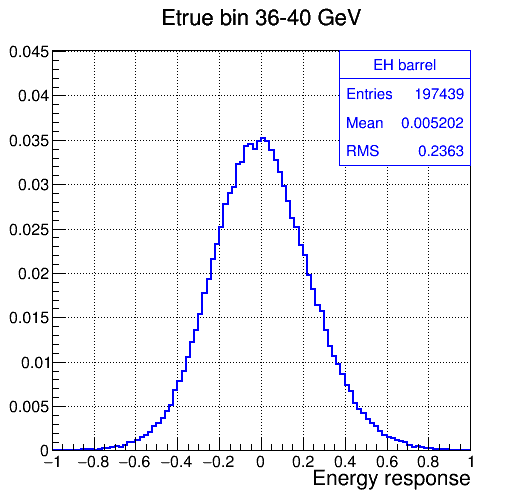 Etrue bin 36-40 GeV
EH barrel
Entries 197439
Mean 0.005202
RMS 0.2363
0.045
0.04
0.035
0.03
0.025
0.02
0.015
0.01
0.005
0
−1 −0.8 −0.6 −0.4 −0.2 0 0.2 0.4 0.6 0.8 1
Energy response